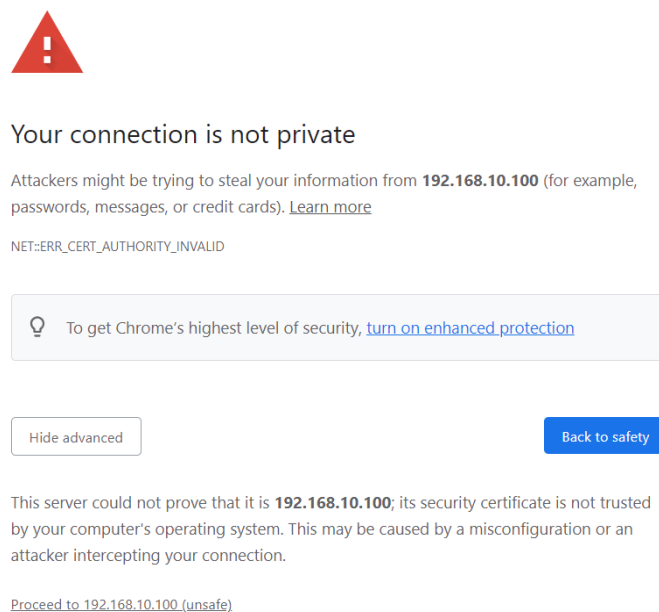 Your connection is not private
Attackers might be trying to steal your information from 192.168.10.100 (for example,
passwords, messages, or credit cards). Learn more
NET::ERR_CERT_AUTHORITY_INVALID
To get Chrome's highest level of security, turn on enhanced protection
Hide advanced
Back to safety
This server could not prove that it is 192.168.10.100; its security certificate is not trusted
by your computer's operating system. This may be caused by a misconfiguration or an
attacker intercepting your connection.
Proceed to 192.168.10.100 (unsafe)